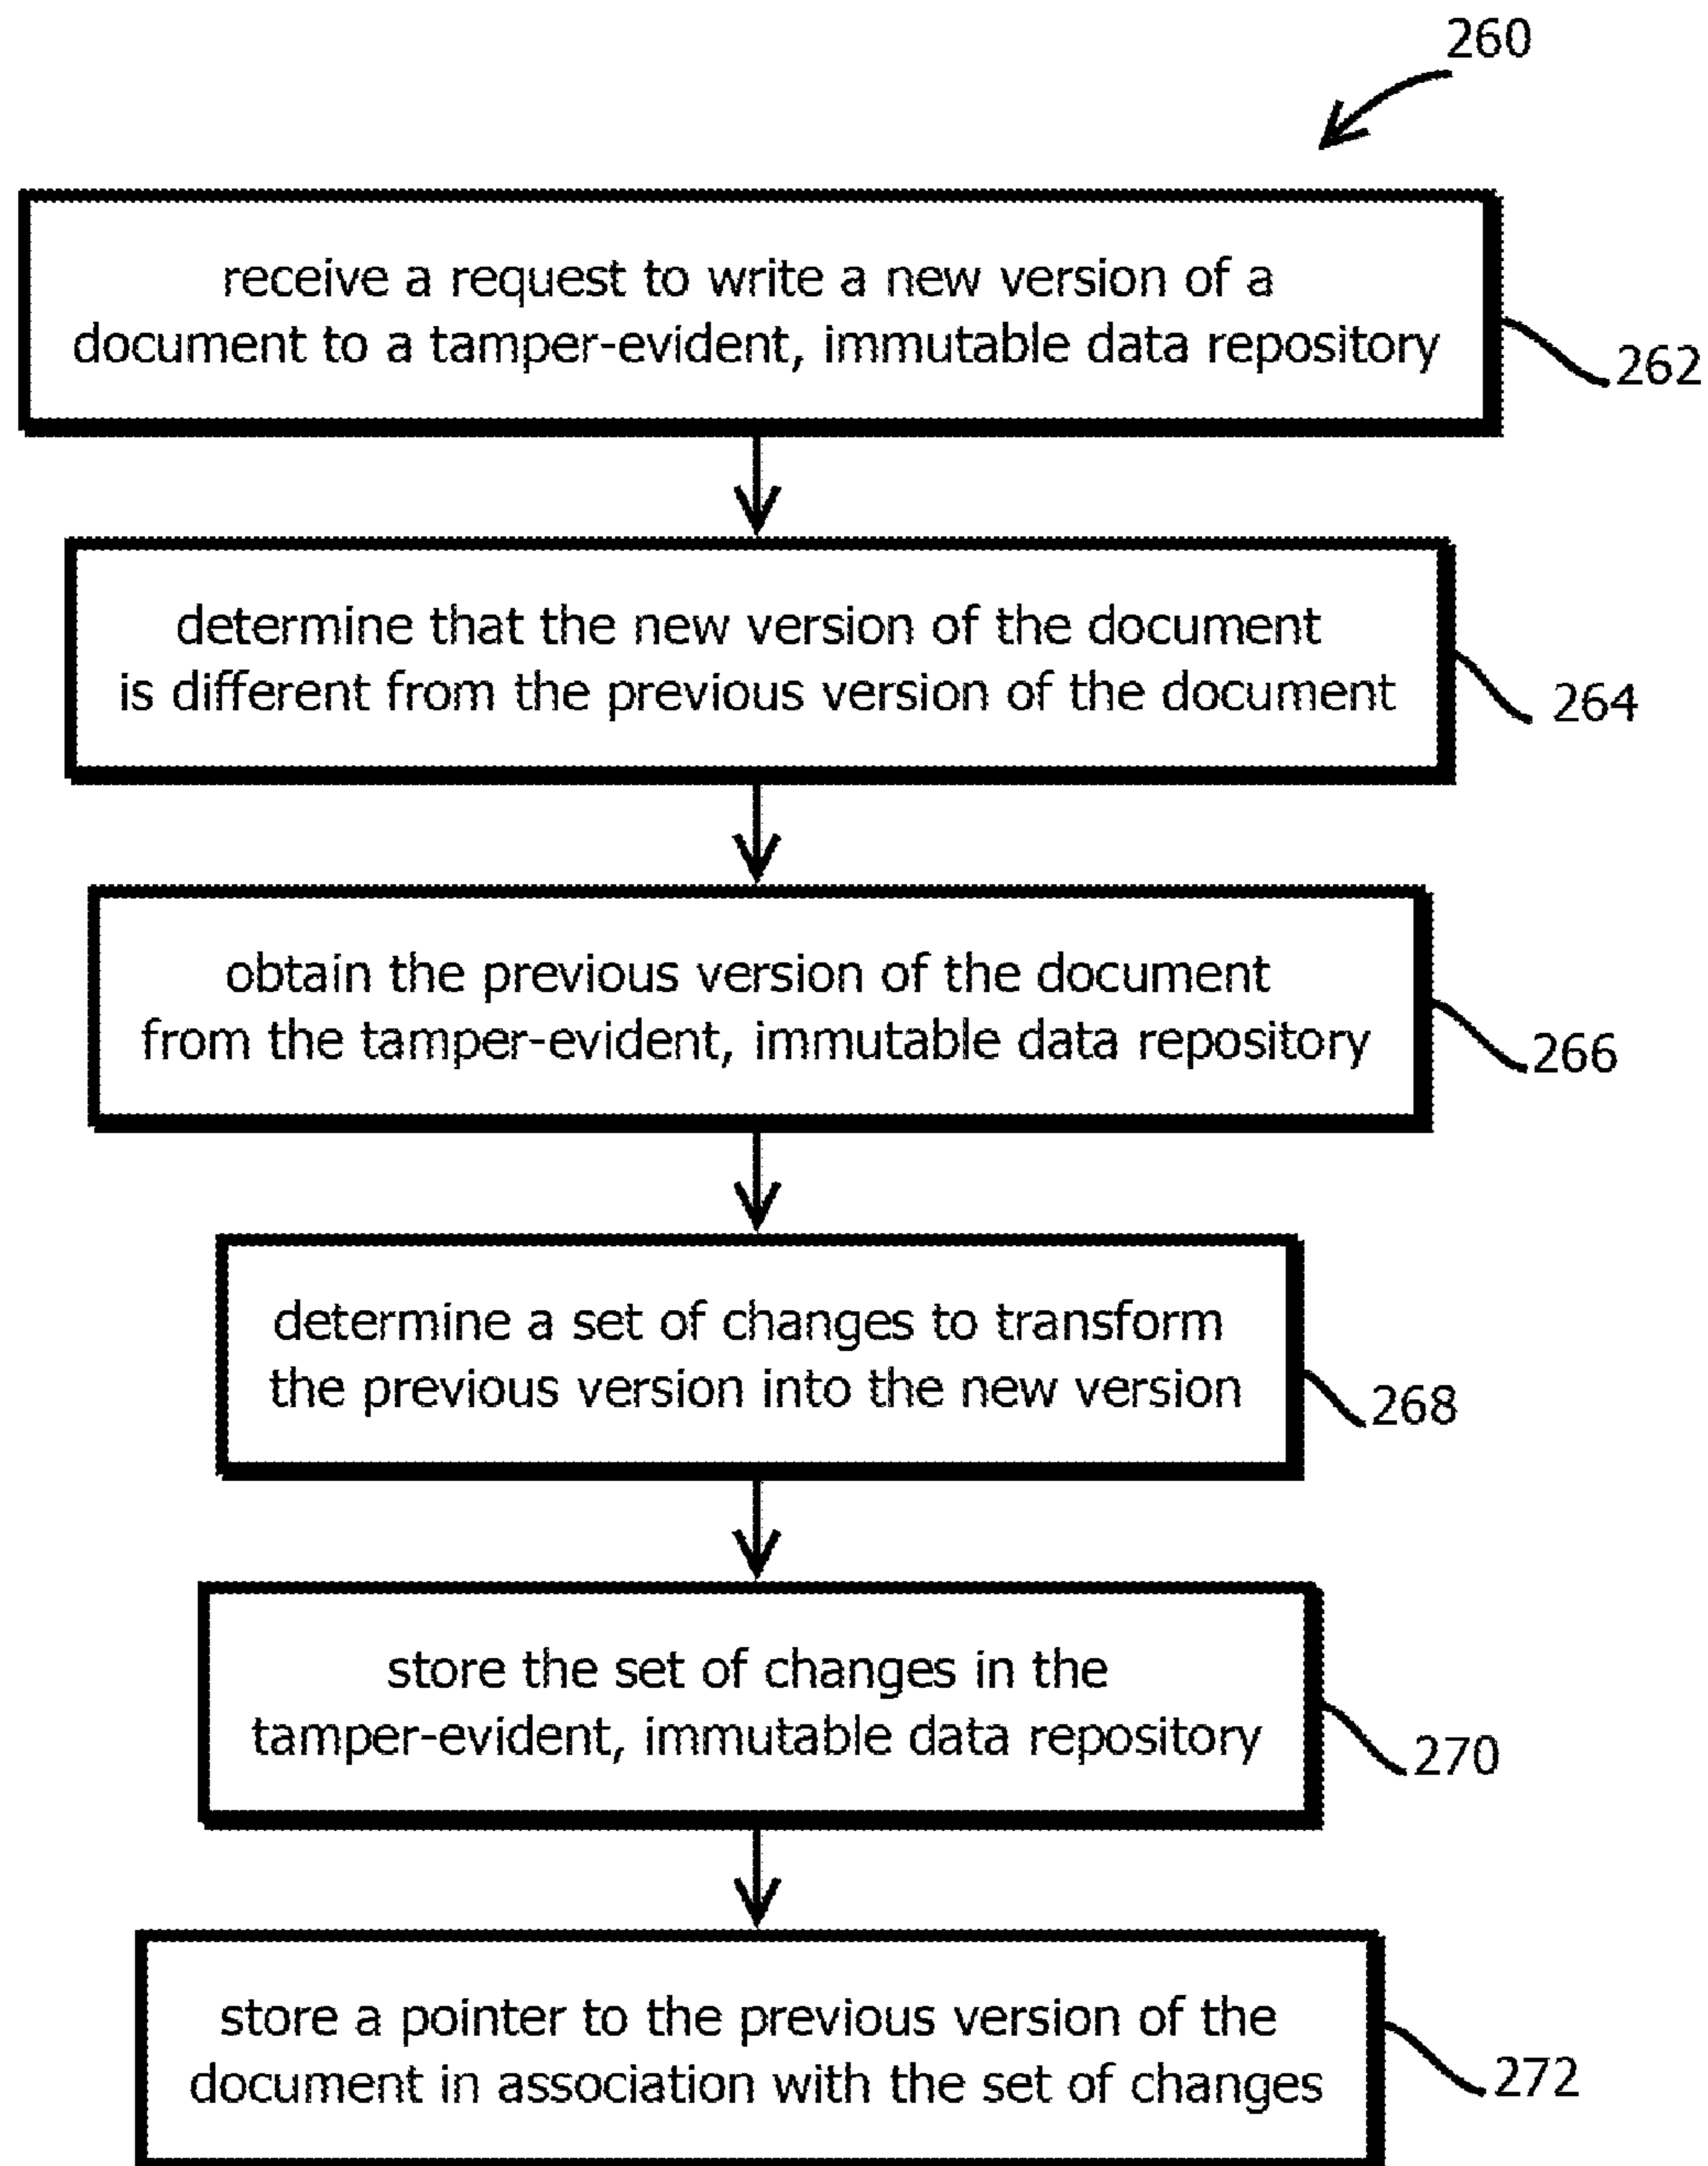 260
receive a request to write a new version of a
document to a tamper-evident, immutable data repository
262
determine that the new version of the document
is different from the previous version of the document
264
obtain the previous version of the document
from the tamper-evident, immutable data repository
266
determine a set of changes to transform
the previous version into the new version
268
store the set of changes in the
tamper-evident, immutable data repository
270
store a pointer to the previous version of the
document in association with the set of changes
272